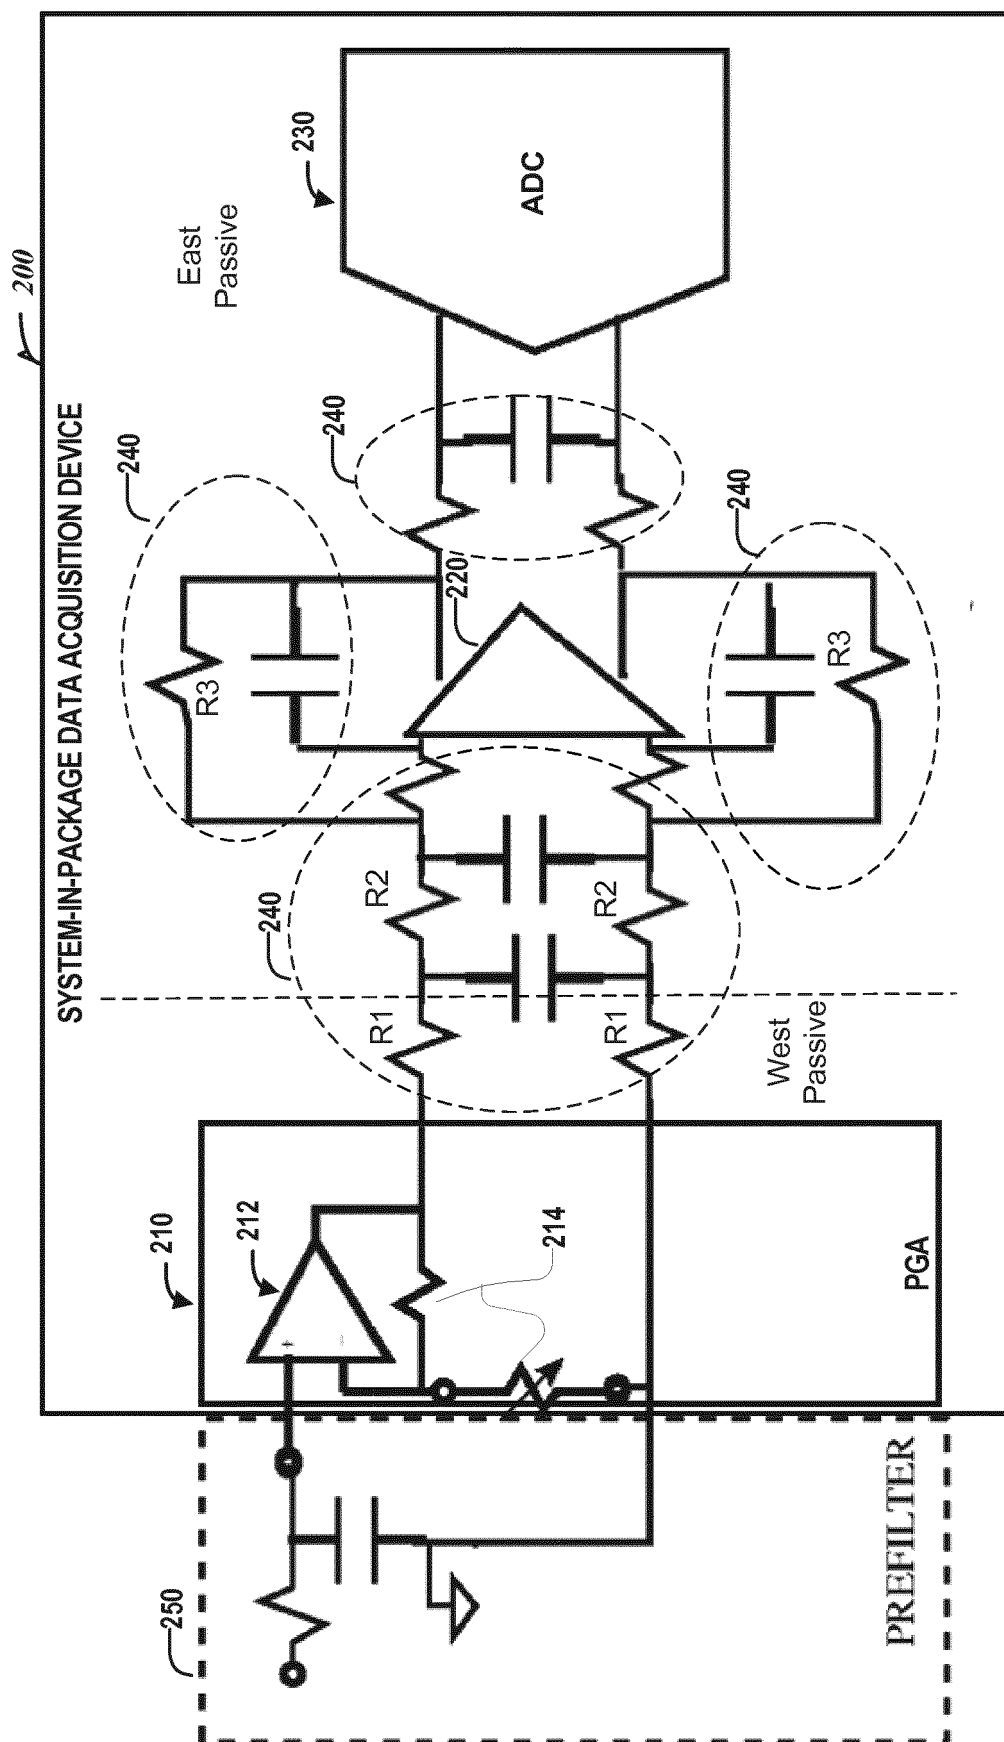 200
SYSTEM-IN-PACKAGE DATA ACQUISITION DEVICE
East
Passive
230
ADC
240
240
240
220
R3
R3
240
R2
R2
R1
R1
West
Passive
210
212
+
-
214
PGA
250
PREFILTER